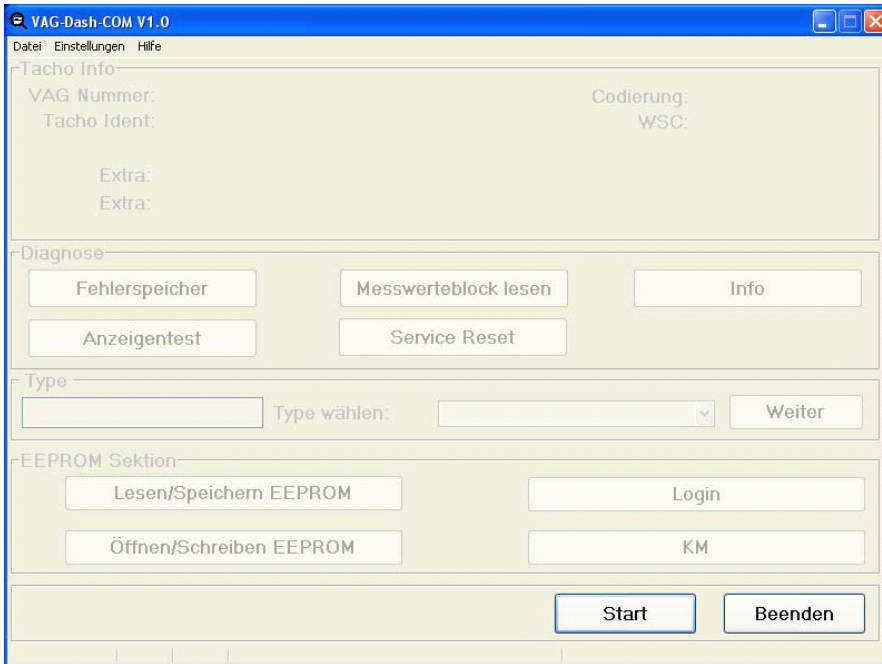 VAG-Dash-COM V1.0
Datei Einstellungen Hilfe
Tacho Info
VAG Nummer: Codierung:
Tacho Ident: WSC:
Extra:
Extra:
Diagnose
Fehlerspeicher Messwerteblock lesen Info
Anzeigentest Service Reset
Type
Type wählen: Weiter
EEPROM Sektion
Lesen/Speichern EEPROM Login
Öffnen/Schreiben EEPROM KM
Start Beenden